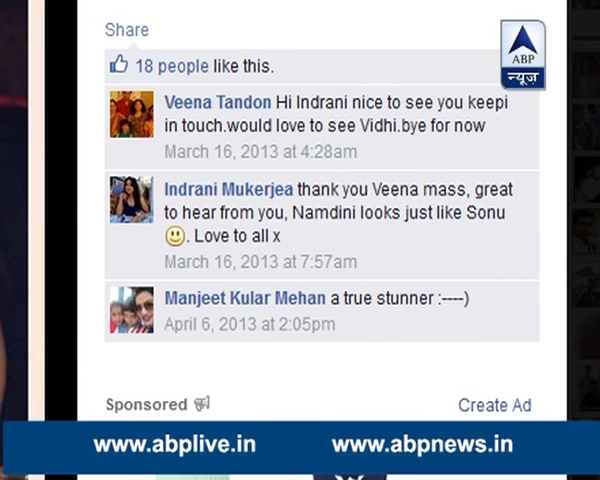 Share
18 people like this.
ABP
न्यूज़
Veena Tandon Hi Indrani nice to see you keepi
in touch.would love to see Vidhi.bye for now
March 16, 2013 at 4:28am
Indrani Mukerjea thank you Veena mass, great
to hear from you, Namdini looks just like Sonu
. Love to all x
March 16, 2013 at 7:57am
Manjeet Kular Mehan a true stunner :----)
April 6, 2013 at 2:05pm
Sponsored
Create Ad
www.abplive.in
www.abpnews.in